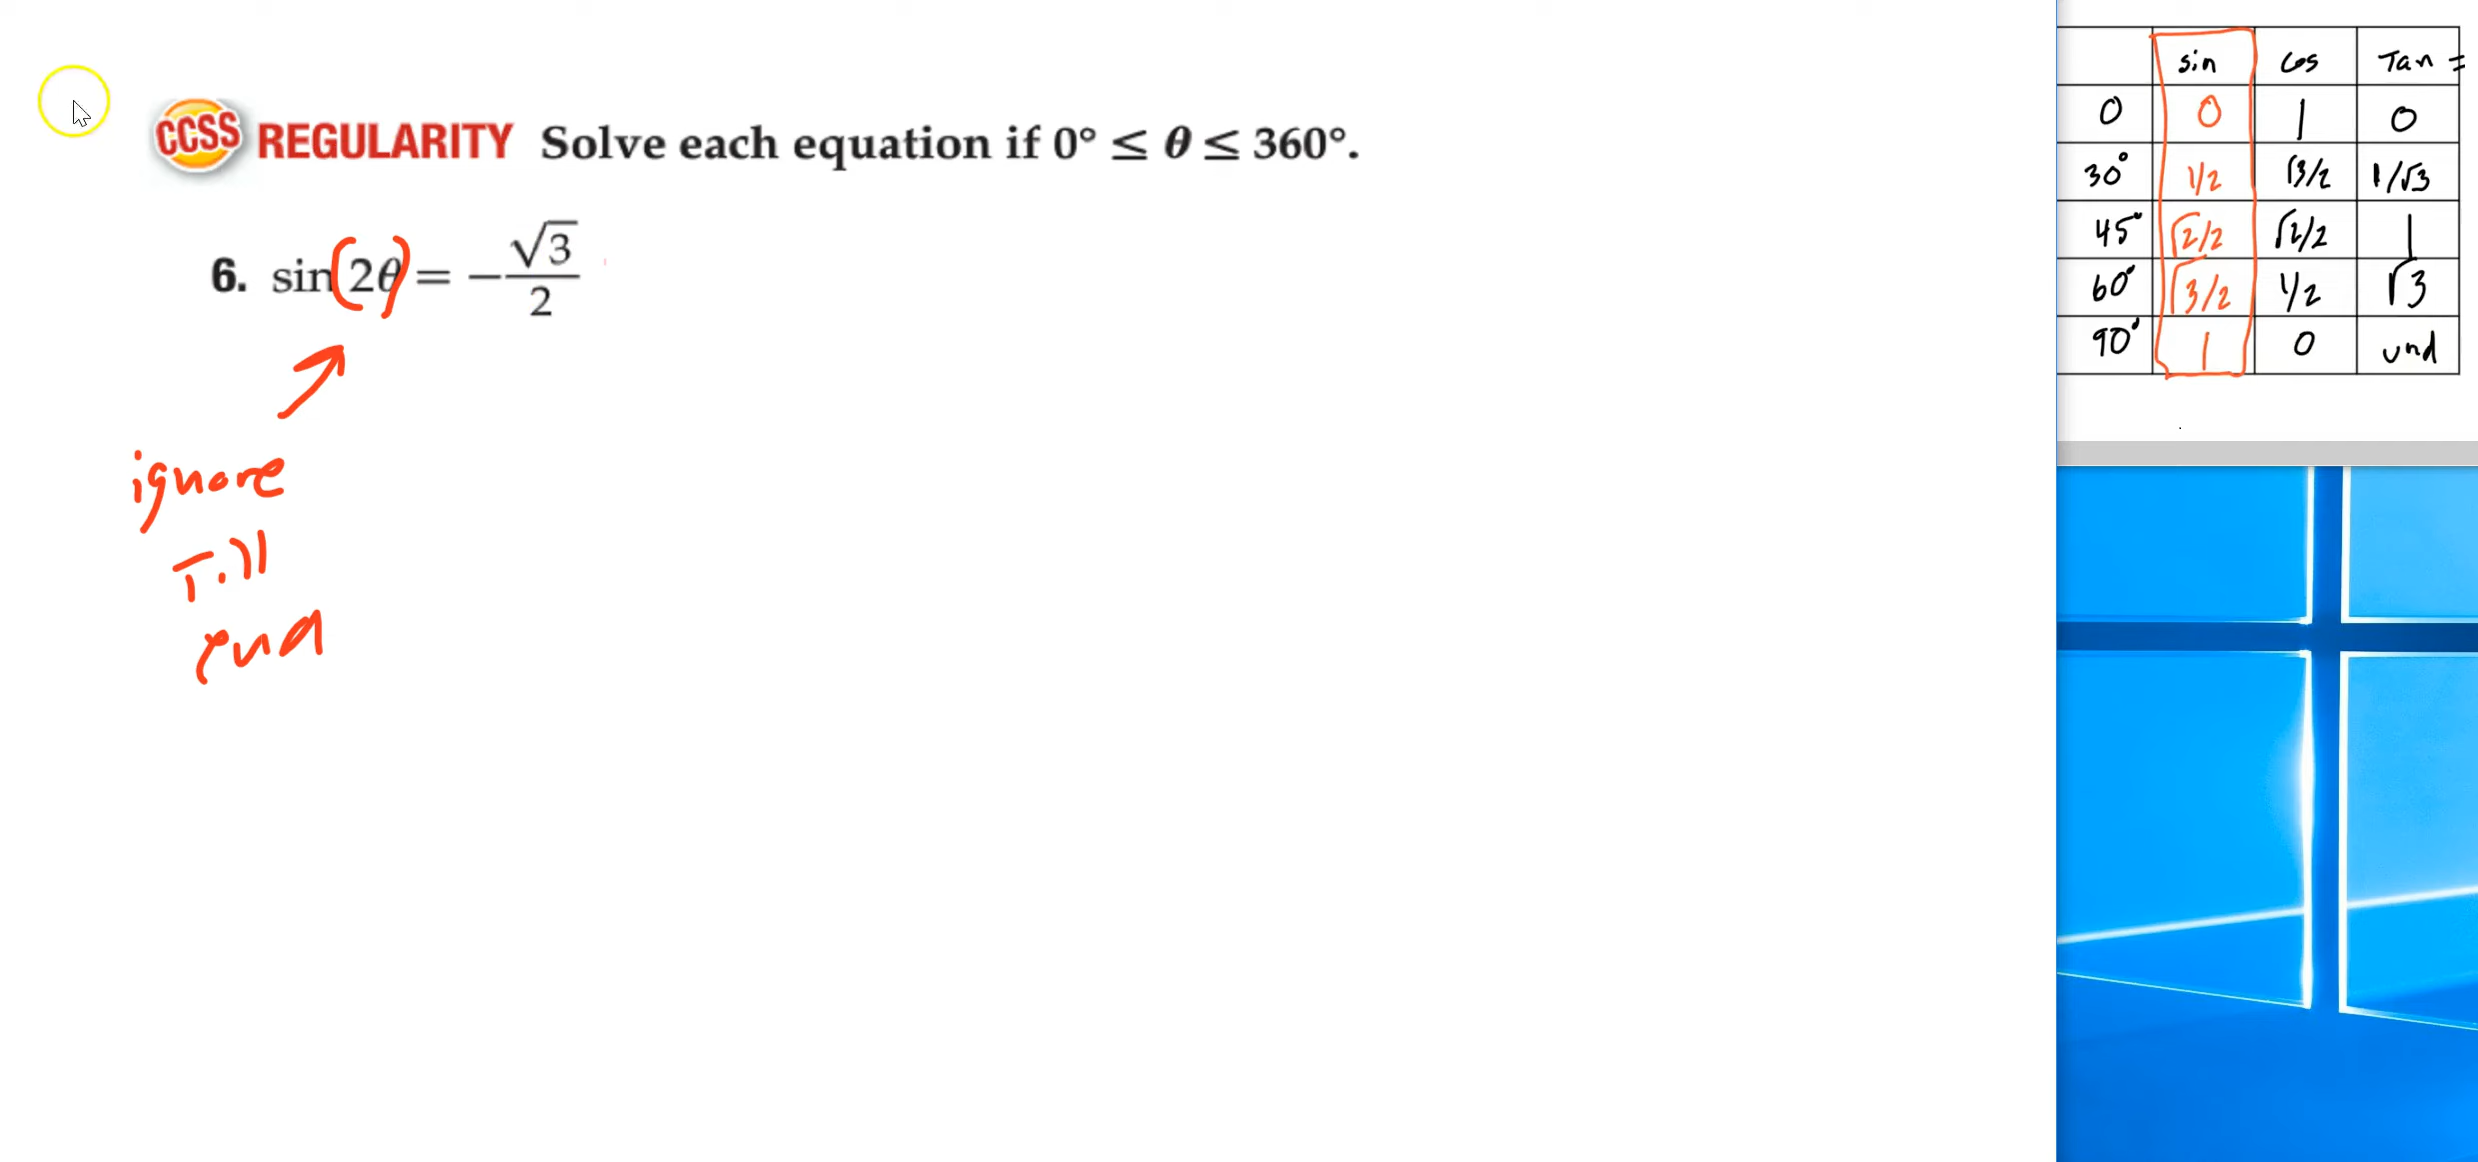 CCSS REGULARITY Solve each equation if 0° ≤ θ ≤ 360°.
6. sin(2θ) = -√3/2
ignore
Till
end
sin cos Tan =
0 0 1 0
30° 1/2 √3/2 1/√3
45° √2/2 √2/2 1
60° √3/2 1/2 √3
90° 1 0 und